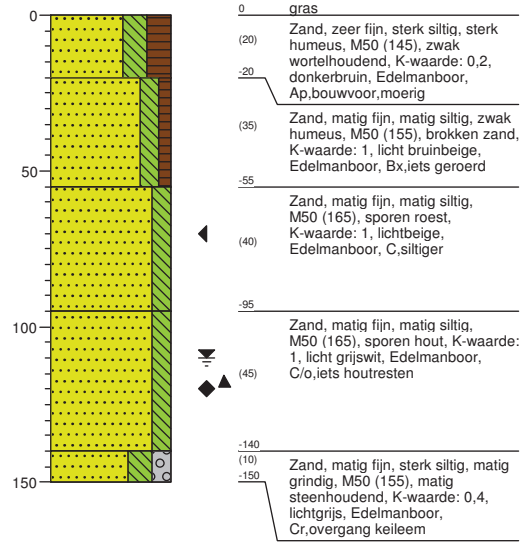 0
50
100
150
0
gras
(20)
Zand, zeer fijn, sterk siltig, sterk
humeus, M50 (145), zwak
wortelhoudend, K-waarde: 0,2,
donkerbruin, Edelmanboor,
Ap,bouwvoor,moerig
-20
(35)
Zand, matig fijn, matig siltig, zwak
humeus, M50 (155), brokken zand,
K-waarde: 1, licht bruinbeige,
Edelmanboor, Bx,iets geroerd
-55
(40)
Zand, matig fijn, matig siltig,
M50 (165), sporen roest,
K-waarde: 1, lichtbeige,
Edelmanboor, C,siltiger
-95
(45)
Zand, matig fijn, matig siltig,
M50 (165), sporen hout, K-waarde:
1, licht grijswit, Edelmanboor,
C/o,iets houtresten
-140
(10)
-150
Zand, matig fijn, sterk siltig, matig
grindig, M50 (155), matig
steenhoudend, K-waarde: 0,4,
lichtgrijs, Edelmanboor,
Cr,overgang keileem